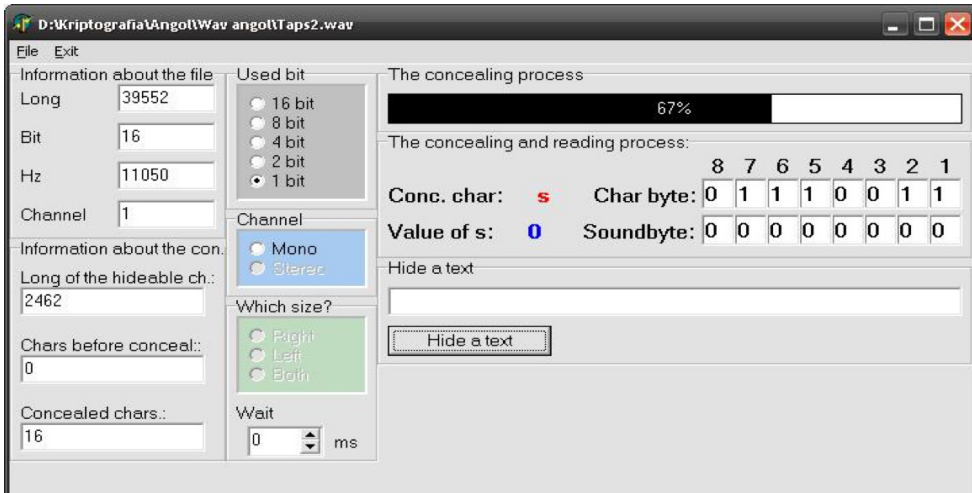 D:\Kriptografia\Angol\Wav angol\Taps2.wav
File Exit
Information about the file
Long 39552
Bit 16
Hz 11050
Channel 1
Information about the con.
Long of the hideable ch.:
2462
Chars before conceal::
0
Concealed chars.:
16
Used bit
16 bit
8 bit
4 bit
2 bit
1 bit
Channel
Mono
Stereo
Which size?
Right
Left
Both
Wait
0 ms
The concealing process
67%
The concealing and reading process:
8 7 6 5 4 3 2 1
Conc. char: s Char byte: 0 1 1 1 0 0 1 1
Value of s: 0 Soundbyte: 0 0 0 0 0 0 0 0
Hide a text
Hide a text